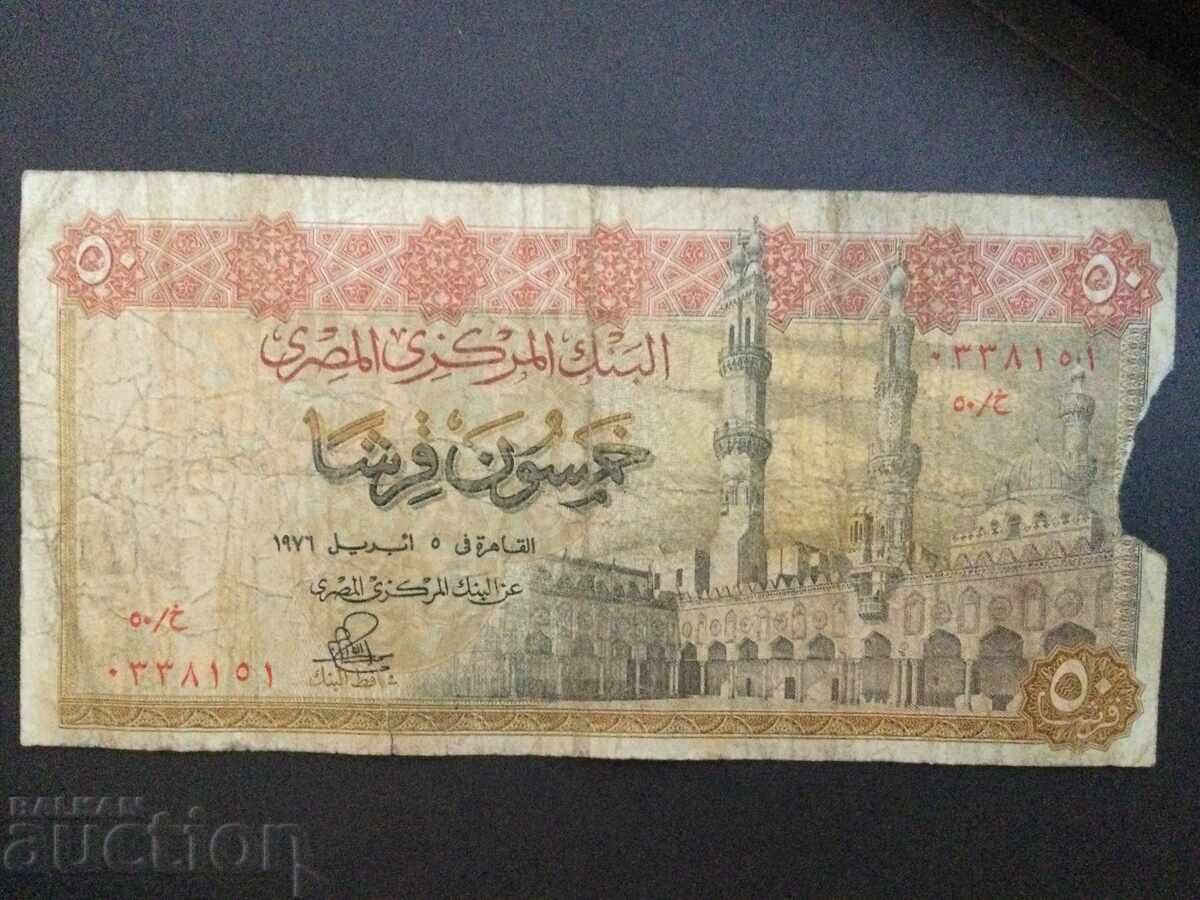 ٥٠ ٥٠
البنك المركزى المصرى
٠٣٣٨١٥١
خ/٥٠
خمسون قرشا
القاهرة فى ٥ ابريل ١٩٧٦
عن البنك المركزى المصرى
خ/٥٠
٠٣٣٨١٥١
محافظ البنك
٥٠
قرشا
BALKAN
auction